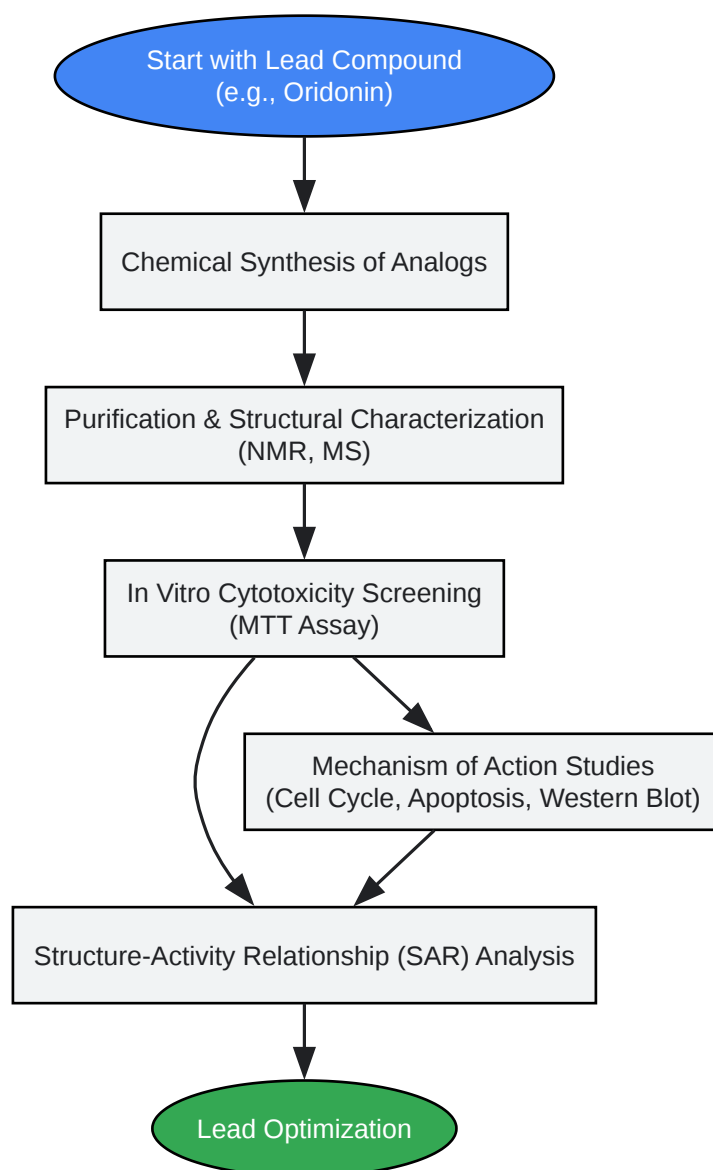 Start with Lead Compound
(e.g., Oridonin)
Chemical Synthesis of Analogs
Purification & Structural Characterization
(NMR, MS)
In Vitro Cytotoxicity Screening
(MTT Assay)
Mechanism of Action Studies
(Cell Cycle, Apoptosis, Western Blot)
Structure-Activity Relationship (SAR) Analysis
Lead Optimization